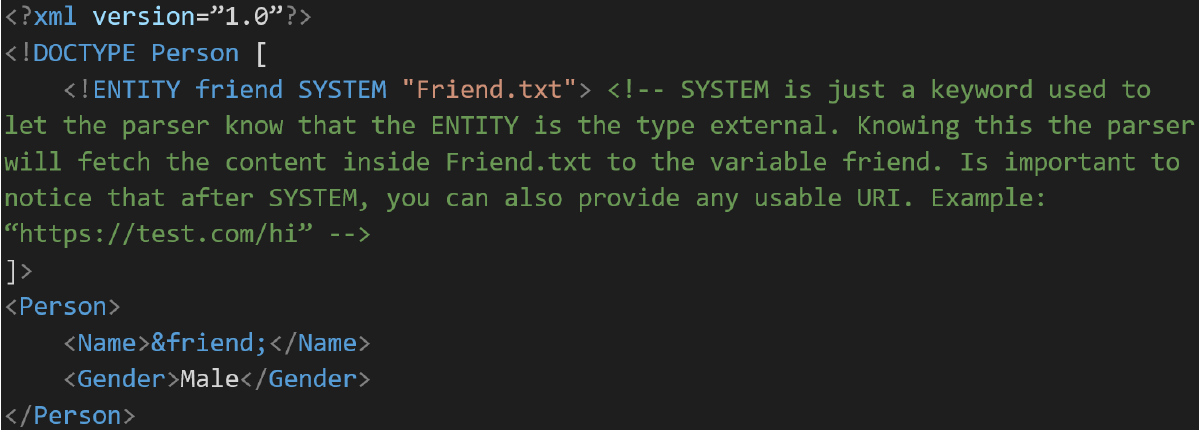 <?xml version=”1.0”?>
<!DOCTYPE Person [
    <!ENTITY friend SYSTEM "Friend.txt"> <!-- SYSTEM is just a keyword used to
let the parser know that the ENTITY is the type external. Knowing this the parser
will fetch the content inside Friend.txt to the variable friend. Is important to
notice that after SYSTEM, you can also provide any usable URI. Example:
“https://test.com/hi” -->
]>
<Person>
    <Name>&friend;</Name>
    <Gender>Male</Gender>
</Person>